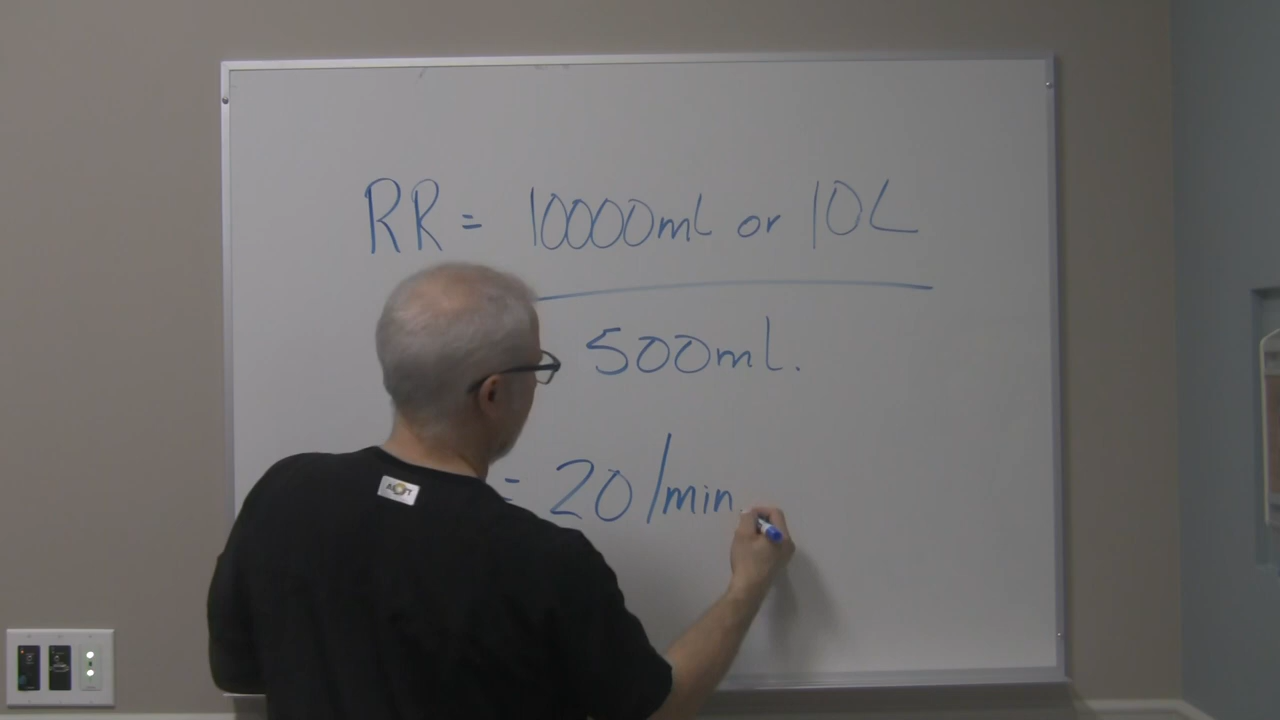 RR = 10000ml or 10L
500ml.
= 20/min.